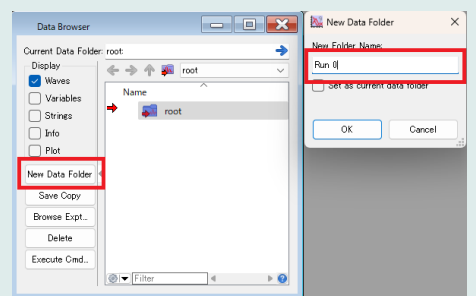 Data Browser
Current Data Folder: root:
Display
Waves
Variables
Strings
Info
Plot
New Data Folder
Save Copy
Browse Expt...
Delete
Execute Cmd...
root
Name
root
Filter
New Data Folder
New Folder Name:
Run 0
Set as current data folder
OK
Cancel